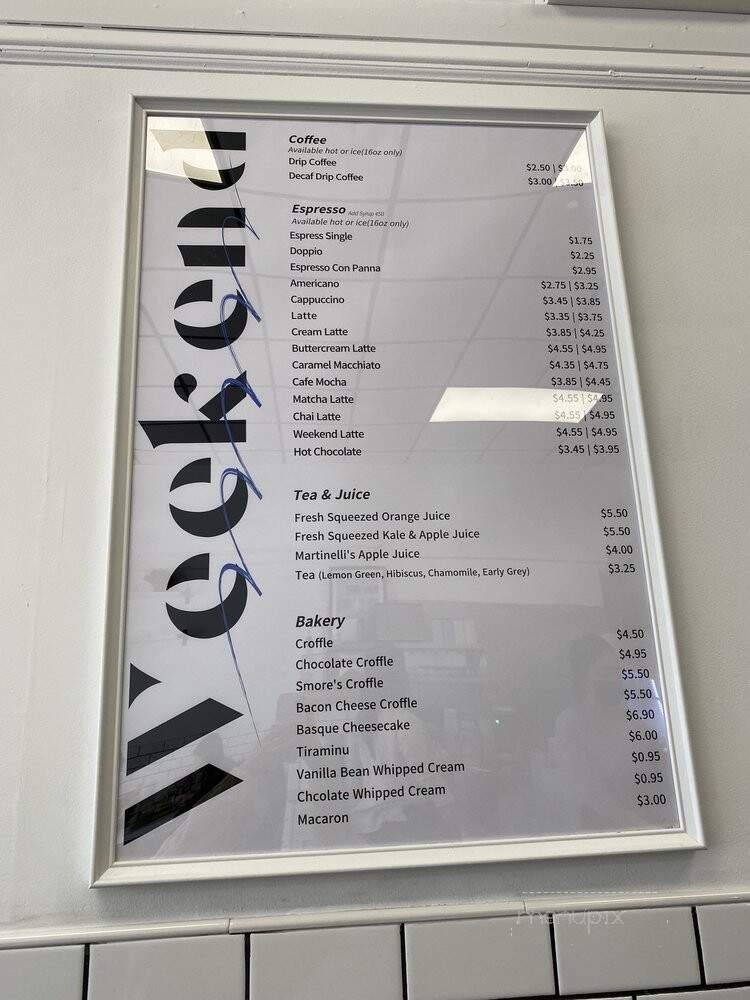 Weekend
Coffee
Available hot or ice(16oz only)
Drip Coffee $2.50 | $3.00
Decaf Drip Coffee $3.00 | $3.50
Espresso Add Syrup $50
Available hot or ice(16oz only)
Espress Single $1.75
Doppio $2.25
Espresso Con Panna $2.95
Americano $2.75 | $3.25
Cappuccino $3.45 | $3.85
Latte $3.35 | $3.75
Cream Latte $3.85 | $4.25
Buttercream Latte $4.55 | $4.95
Caramel Macchiato $4.35 | $4.75
Cafe Mocha $3.85 | $4.45
Matcha Latte $4.55 | $4.95
Chai Latte $4.55 | $4.95
Weekend Latte $4.55 | $4.95
Hot Chocolate $3.45 | $3.95
Tea & Juice
Fresh Squeezed Orange Juice $5.50
Fresh Squeezed Kale & Apple Juice $5.50
Martinelli's Apple Juice $4.00
Tea (Lemon Green, Hibiscus, Chamomile, Early Grey) $3.25
Bakery
Croffle $4.50
Chocolate Croffle $4.95
Smore's Croffle $5.50
Bacon Cheese Croffle $5.50
Basque Cheesecake $6.90
Tiraminu $6.00
Vanilla Bean Whipped Cream $0.95
Chcolate Whipped Cream $0.95
Macaron $3.00
menupix